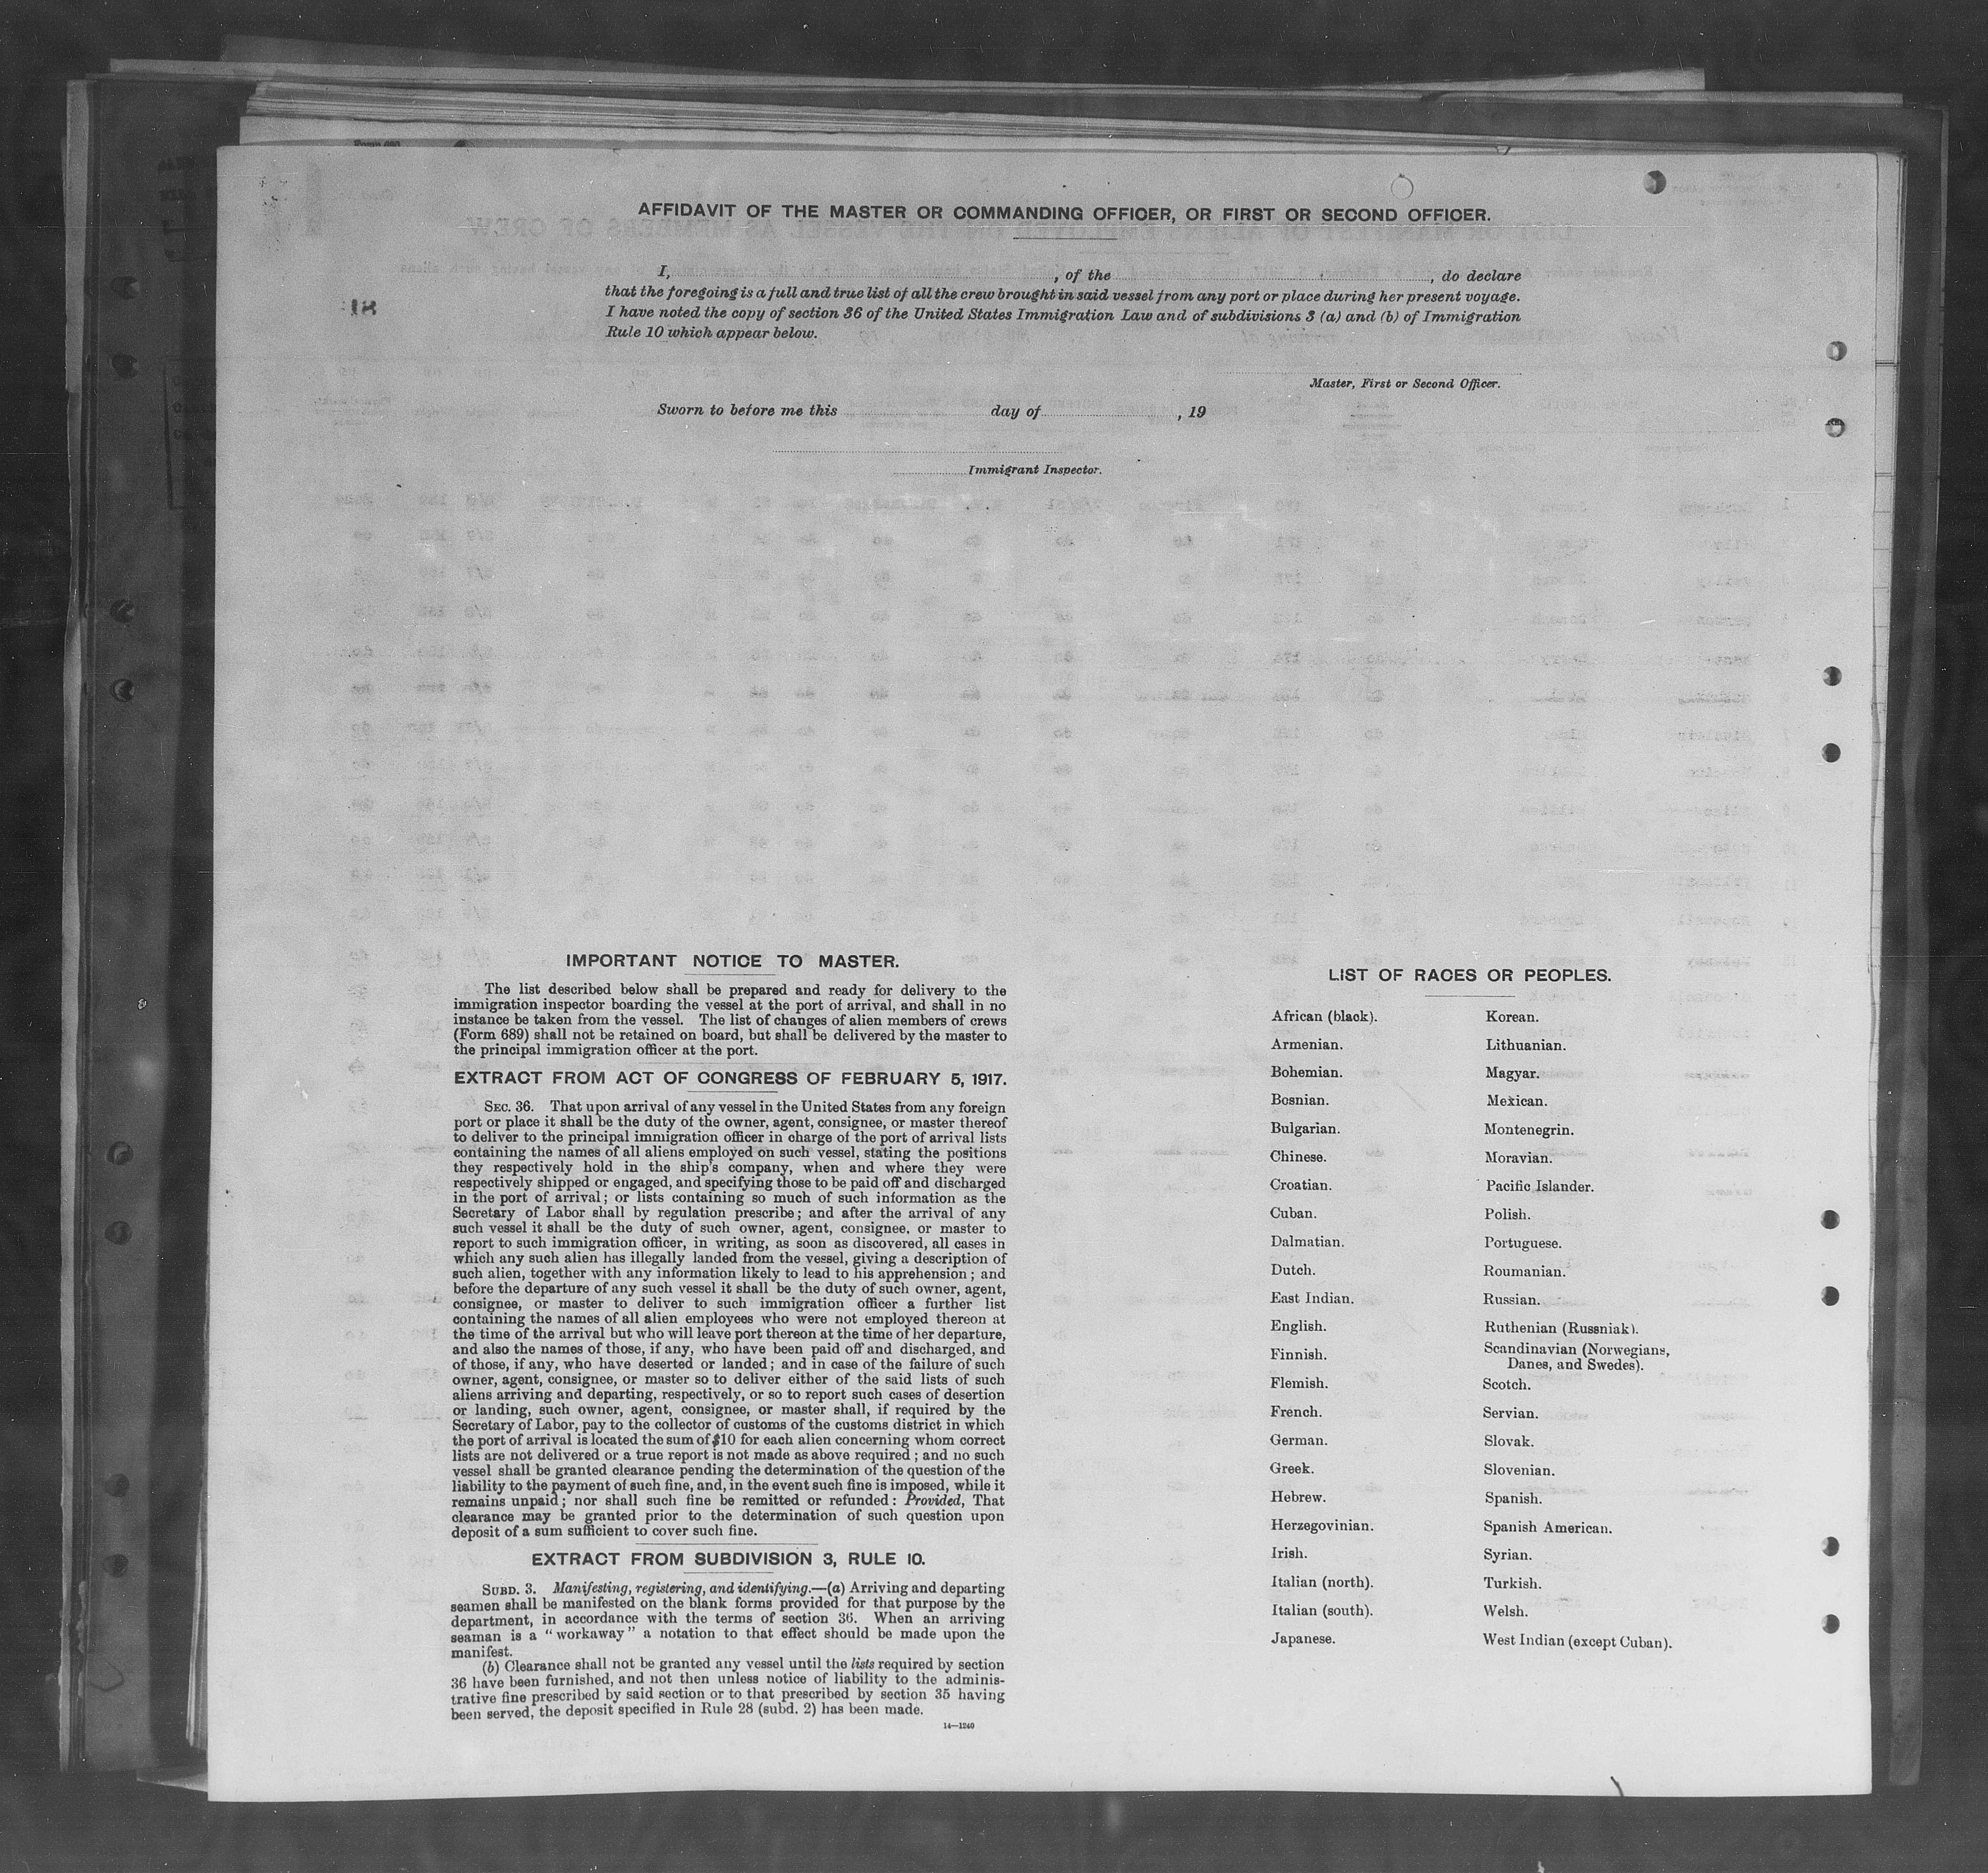 AFFIDAVIT OF THE MASTER OR COMMANDING OFFICER, OR FIRST OR SECOND OFFICER.
I, , of the , do declare
that the foregoing is a full and true list of all the crew brought in said vessel from any port or place during her present voyage.
I have noted the copy of section 36 of the United States Immigration Law and of subdivisions 3 (a) and (b) of Immigration
Rule 10 which appear below.
Master, First or Second Officer.
Sworn to before me this day of , 19
Immigrant Inspector.
IMPORTANT NOTICE TO MASTER.
The list described below shall be prepared and ready for delivery to the
immigration inspector boarding the vessel at the port of arrival, and shall in no
instance be taken from the vessel. The list of changes of alien members of crews
(Form 689) shall not be retained on board, but shall be delivered by the master to
the principal immigration officer at the port.
EXTRACT FROM ACT OF CONGRESS OF FEBRUARY 5, 1917.
SEC. 36. That upon arrival of any vessel in the United States from any foreign
port or place it shall be the duty of the owner, agent, consignee, or master thereof
to deliver to the principal immigration officer in charge of the port of arrival lists
containing the names of all aliens employed on such vessel, stating the positions
they respectively hold in the ship's company, when and where they were
respectively shipped or engaged, and specifying those to be paid off and discharged
in the port of arrival; or lists containing so much of such information as the
Secretary of Labor shall by regulation prescribe; and after the arrival of any
such vessel it shall be the duty of such owner, agent, consignee, or master to
report to such immigration officer, in writing, as soon as discovered, all cases in
which any such alien has illegally landed from the vessel, giving a description of
such alien, together with any information likely to lead to his apprehension; and
before the departure of any such vessel it shall be the duty of such owner, agent,
consignee, or master to deliver to such immigration officer a further list
containing the names of all alien employees who were not employed thereon at
the time of the arrival but who will leave port thereon at the time of her departure,
and also the names of those, if any, who have been paid off and discharged, and
of those, if any, who have deserted or landed; and in case of the failure of such
owner, agent, consignee, or master so to deliver either of the said lists of such
aliens arriving and departing, respectively, or so to report such cases of desertion
or landing, such owner, agent, consignee, or master shall, if required by the
Secretary of Labor, pay to the collector of customs of the customs district in which
the port of arrival is located the sum of $10 for each alien concerning whom correct
lists are not delivered or a true report is not made as above required; and no such
vessel shall be granted clearance pending the determination of the question of the
liability to the payment of such fine, and, in the event such fine is imposed, while it
remains unpaid; nor shall such fine be remitted or refunded: Provided, That
clearance may be granted prior to the determination of such question upon
deposit of a sum sufficient to cover such fine.
EXTRACT FROM SUBDIVISION 3, RULE 10.
SUBD. 3. Manifesting, registering, and identifying.—(a) Arriving and departing
seamen shall be manifested on the blank forms provided for that purpose by the
department, in accordance with the terms of section 36. When an arriving
seaman is a "workaway" a notation to that effect should be made upon the
manifest.
(b) Clearance shall not be granted any vessel until the lists required by section
36 have been furnished, and not then unless notice of liability to the adminis-
trative fine prescribed by said section or to that prescribed by section 35 having
been served, the deposit specified in Rule 28 (subd. 2) has been made.
14—1240
LIST OF RACES OR PEOPLES.
African (black).
Armenian.
Bohemian.
Bosnian.
Bulgarian.
Chinese.
Croatian.
Cuban.
Dalmatian.
Dutch.
East Indian.
English.
Finnish.
Flemish.
French.
German.
Greek.
Hebrew.
Herzegovinian.
Irish.
Italian (north).
Italian (south).
Japanese.
Korean.
Lithuanian.
Magyar.
Mexican.
Montenegrin.
Moravian.
Pacific Islander.
Polish.
Portuguese.
Roumanian.
Russian.
Ruthenian (Russniak).
Scandinavian (Norwegians,
Danes, and Swedes).
Scotch.
Servian.
Slovak.
Slovenian.
Spanish.
Spanish American.
Syrian.
Turkish.
Welsh.
West Indian (except Cuban).